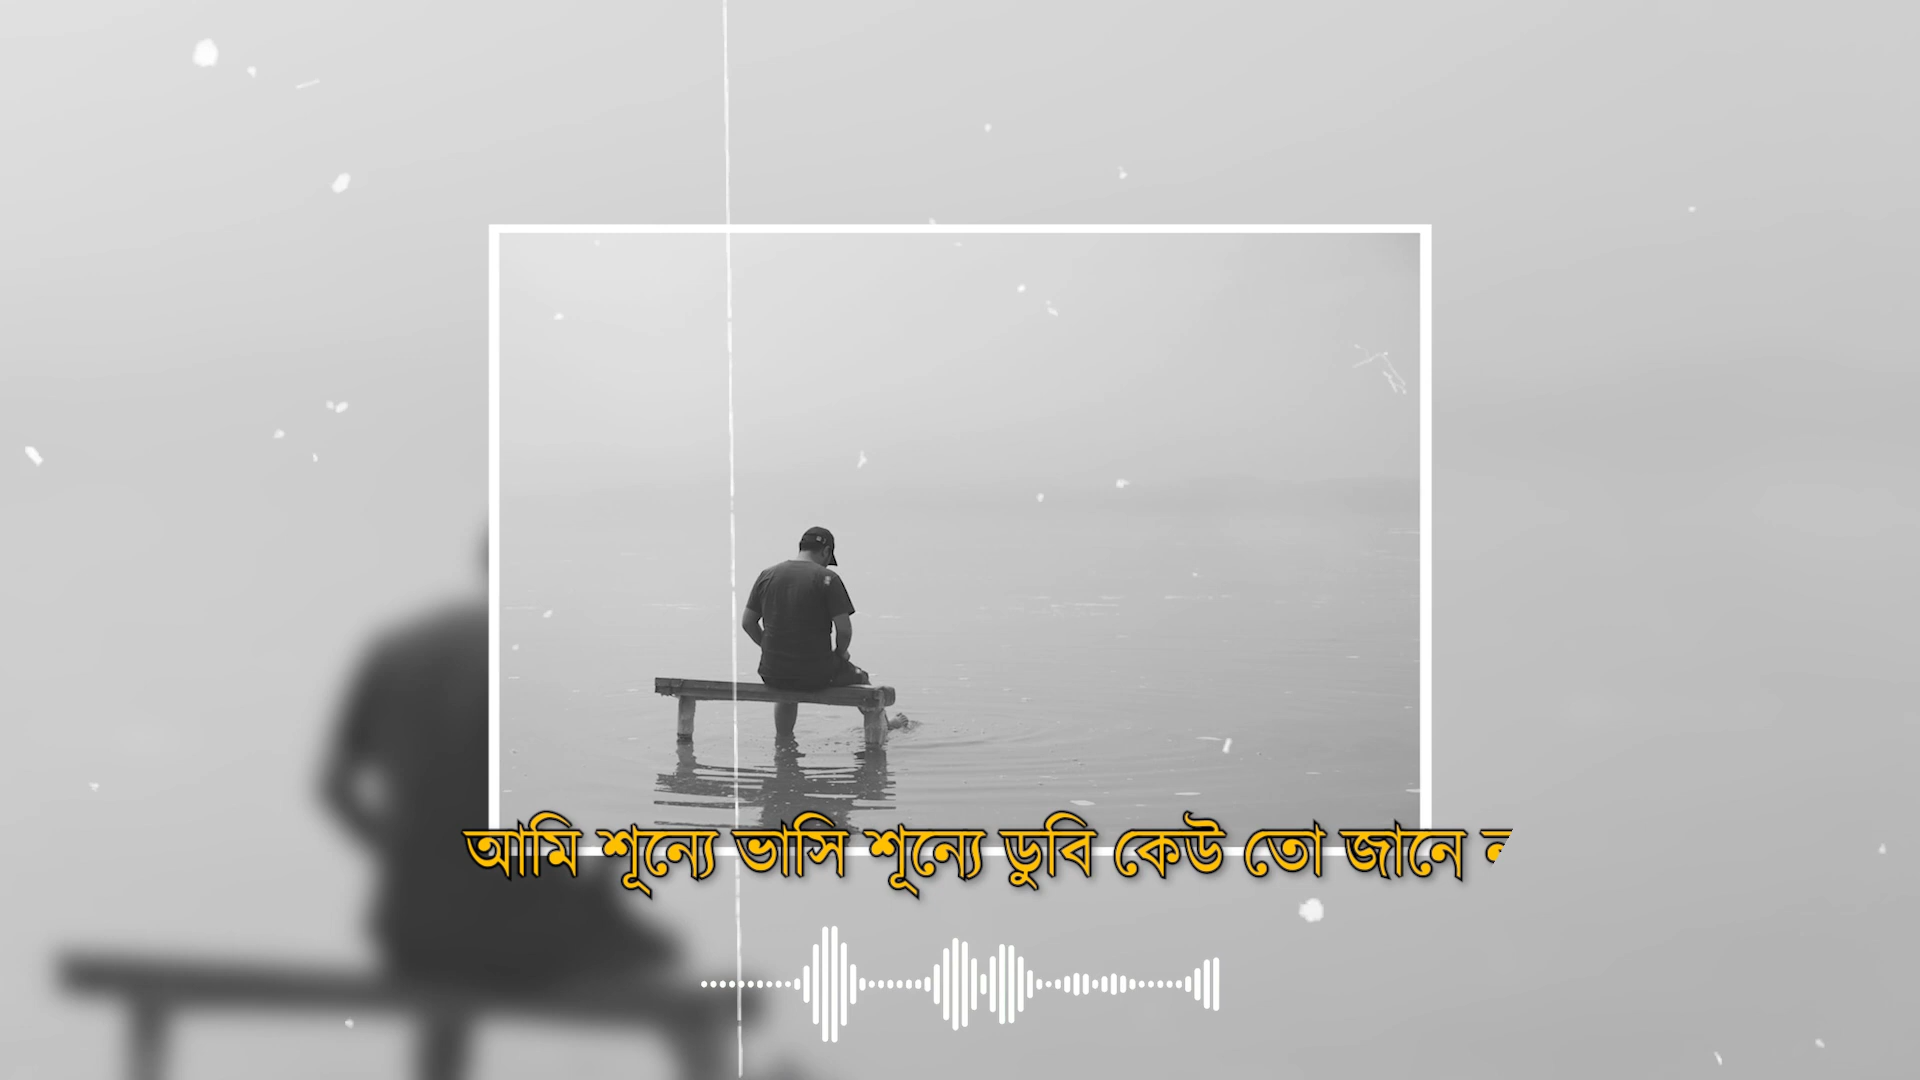 আমি শূন্যে ভাসি শূন্যে ডুবি কেউ তো জানে